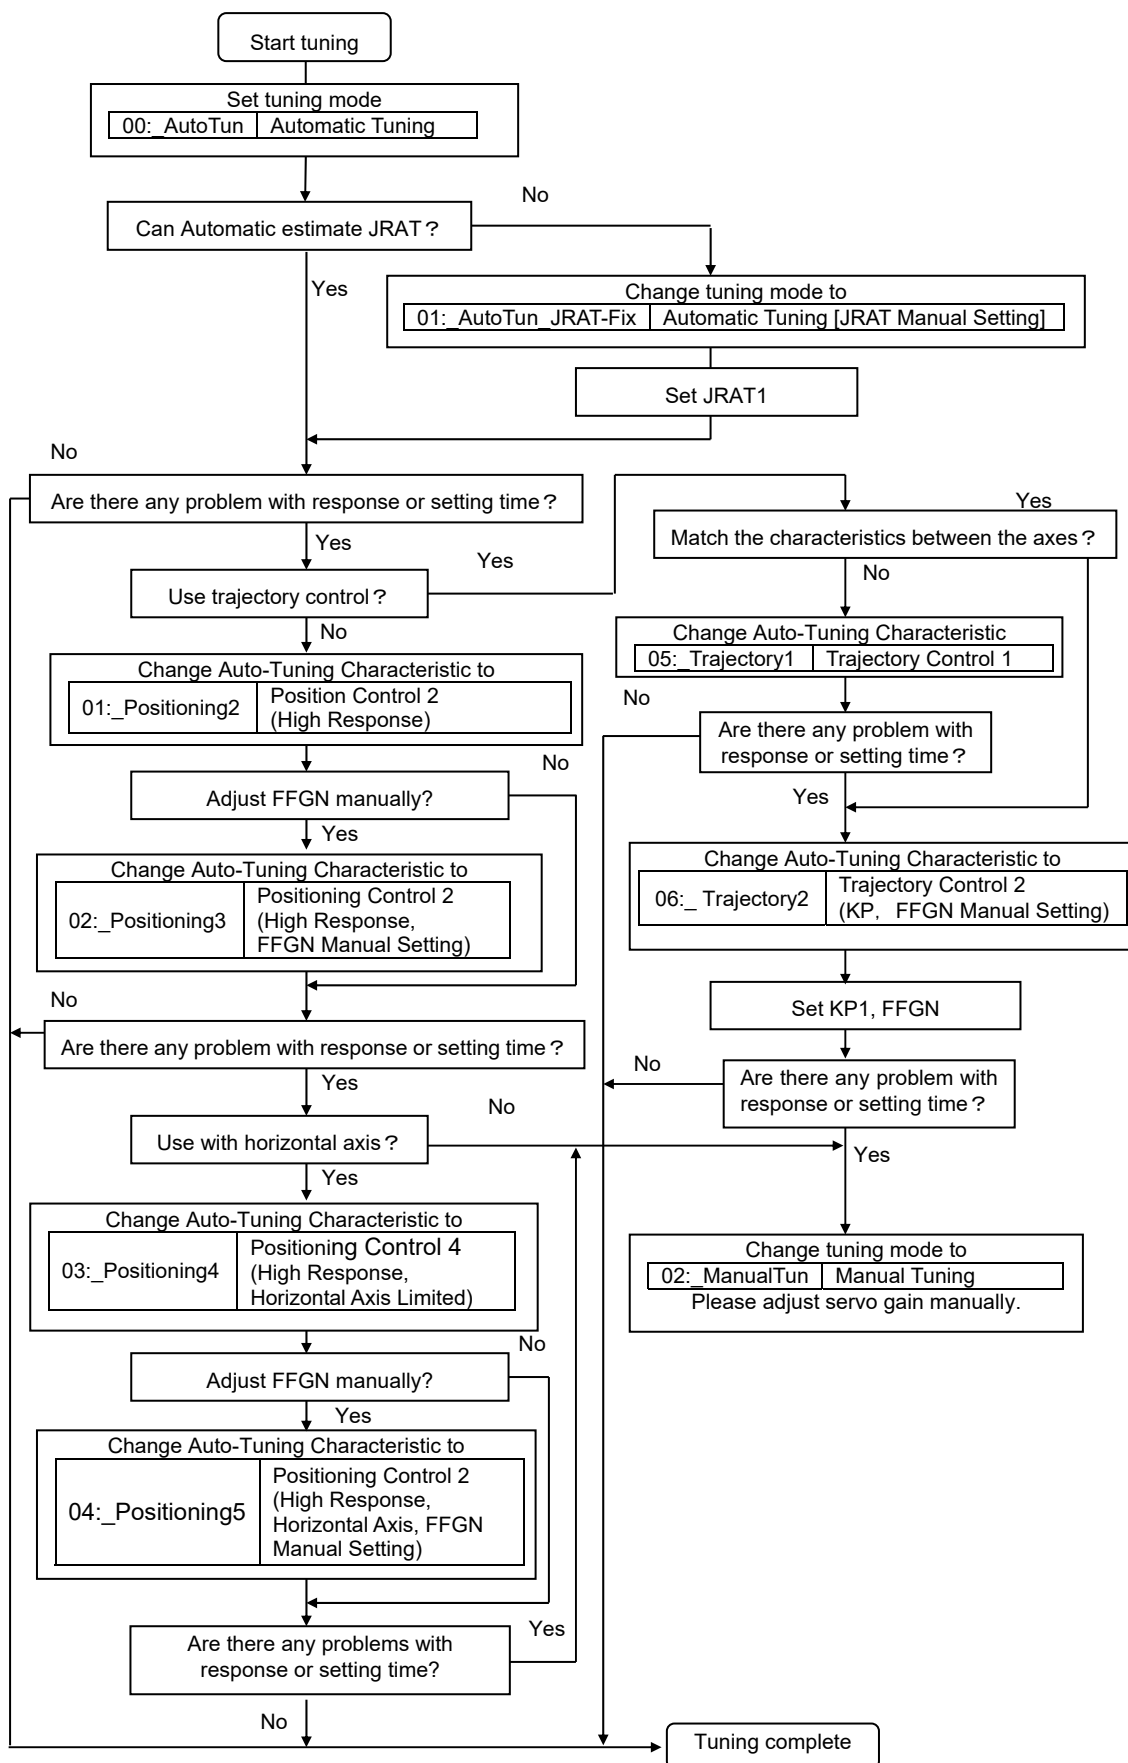 Start tuning
Set tuning mode
00:_AutoTun Automatic Tuning
No
Can Automatic estimate JRAT?
Yes
Change tuning mode to
01:_AutoTun_JRAT-Fix Automatic Tuning [JRAT Manual Setting]
Set JRAT1
No
Are there any problem with response or setting time?
Yes
Yes
Match the characteristics between the axes?
Yes
No
Use trajectory control?
No
Change Auto-Tuning Characteristic
05:_Trajectory1 Trajectory Control 1
Change Auto-Tuning Characteristic to
01:_Positioning2
Position Control 2
(High Response)
No
Are there any problem with
response or setting time?
Yes
No
Adjust FFGN manually?
Yes
Change Auto-Tuning Characteristic to
02:_Positioning3
Positioning Control 2
(High Response,
FFGN Manual Setting)
Change Auto-Tuning Characteristic to
06:_ Trajectory2
Trajectory Control 2
(KP, FFGN Manual Setting)
Set KP1, FFGN
No
Are there any problem with response or setting time?
Yes
No
Are there any problem with
response or setting time?
Yes
No
Use with horizontal axis?
Yes
Change Auto-Tuning Characteristic to
03:_Positioning4
Positioning Control 4
(High Response,
Horizontal Axis Limited)
Change tuning mode to
02:_ManualTun Manual Tuning
Please adjust servo gain manually.
No
Adjust FFGN manually?
Yes
Change Auto-Tuning Characteristic to
04:_Positioning5
Positioning Control 2
(High Response,
Horizontal Axis, FFGN
Manual Setting)
Yes
Are there any problems with
response or setting time?
No
Tuning complete